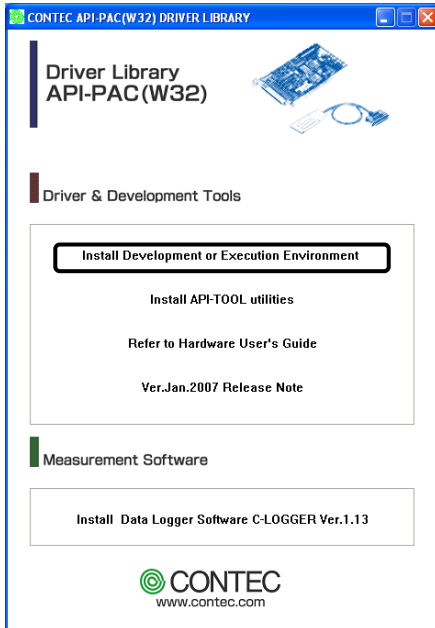 CONTEC API-PAC(W32) DRIVER LIBRARY
Driver Library
API-PAC(W32)
Driver & Development Tools
Install Development or Execution Environment
Install API-TOOL utilities
Refer to Hardware User's Guide
Ver.Jan.2007 Release Note
Measurement Software
Install Data Logger Software C-LOGGER Ver.1.13
CONTEC
www.contec.com